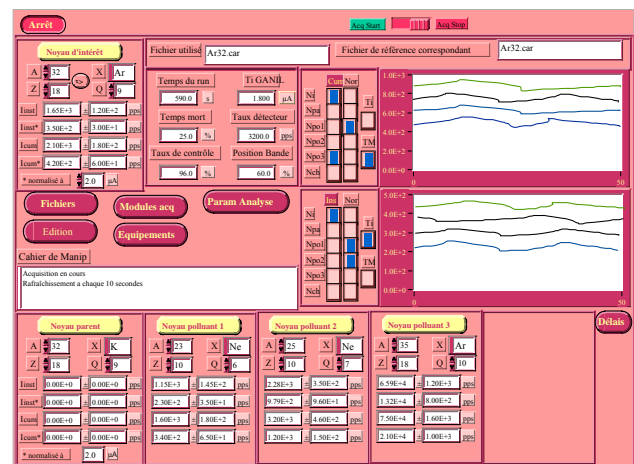 Arrêt
Acq Start
Acq Stop
Noyau d'intérêt
A 32 X Ar
=>
Z 18 Q 9
Iinst 1.65E+3 ± 1.20E+2 pps
Iinst* 3.50E+2 ± 3.00E+1 pps
Icum 2.10E+3 ± 1.80E+2 pps
Icum* 4.20E+2 ± 6.00E+1 pps
* normalisé à 2.0 µA
Fichier utilisé Ar32.car
Fichier de référence correspondant Ar32.car
Temps du run Ti GANIL
590.0 s 1.800 µA
Temps mort Taux détecteur
25.0 % 3200.0 pps
Taux de contrôle Position Bande
96.0 % 60.0 %
Cum Nor
Ni
Npa
Npo1
Npo2
Npo3
Nch
Ti
TM
1.0E+3
8.0E+2
6.0E+2
4.0E+2
2.0E+2
0.0E+0
0 50
Fichiers
Modules acq
Param Analyse
Edition
Equipements
Cahier de Manip
Acquisition en cours
Rafraîchissement a chaque 10 secondes
Ins Nor
Ni
Npa
Npo1
Npo2
Npo3
Nch
Ti
TM
5.0E+2
4.0E+2
3.0E+2
2.0E+2
1.0E+2
0.0E+0
0 50
Délais
Noyau parent
A 32 X K
Z 18 Q 9
Iinst 0.00E+0 ± 0.00E+0 pps
Iinst* 0.00E+0 ± 0.00E+0 pps
Icum 0.00E+0 ± 0.00E+0 pps
Icum* 0.00E+0 ± 0.00E+0 pps
* normalisé à 2.0 µA
Noyau polluant 1
A 23 X Ne
Z 10 Q 6
1.15E+3 ± 1.45E+2 pps
2.30E+2 ± 3.50E+1 pps
1.60E+3 ± 1.80E+2 pps
3.40E+2 ± 6.50E+1 pps
Noyau polluant 2
A 25 X Ne
Z 10 Q
2.28E+3 ± 3.50E+2 pps
9.79E+2 ± 9.60E+1 pps
3.20E+3 ± 4.60E+2 pps
1.20E+3 ± 1.50E+2 pps
Noyau polluant 3
A 35 X Ar
Z 18 Q 10
6.59E+4 ± 1.20E+3 pps
1.32E+4 ± 8.00E+2 pps
7.50E+4 ± 1.60E+3 pps
2.10E+4 ± 1.00E+3 pps